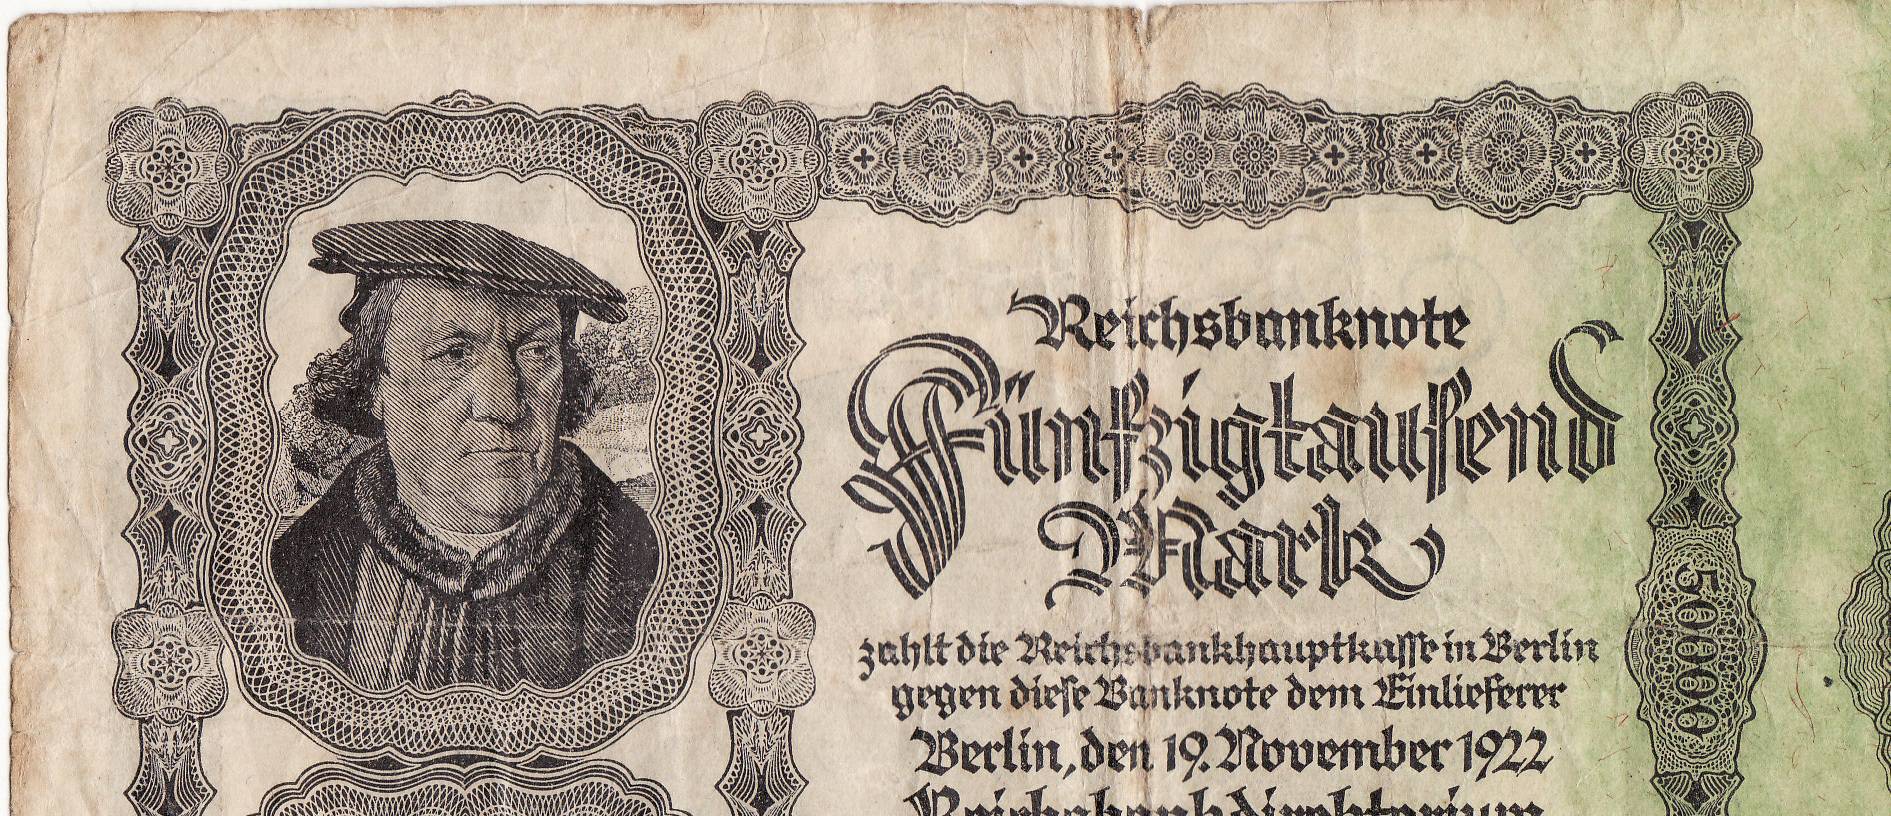 Reichsbanknote
Fünfzigtauſend
Mark
zahlt die Reichsbankhauptkaſſe in Berlin
gegen dieſe Banknote dem Einlieferer
Berlin, den 19. November 1922
Reichsbankdirektorium
50000